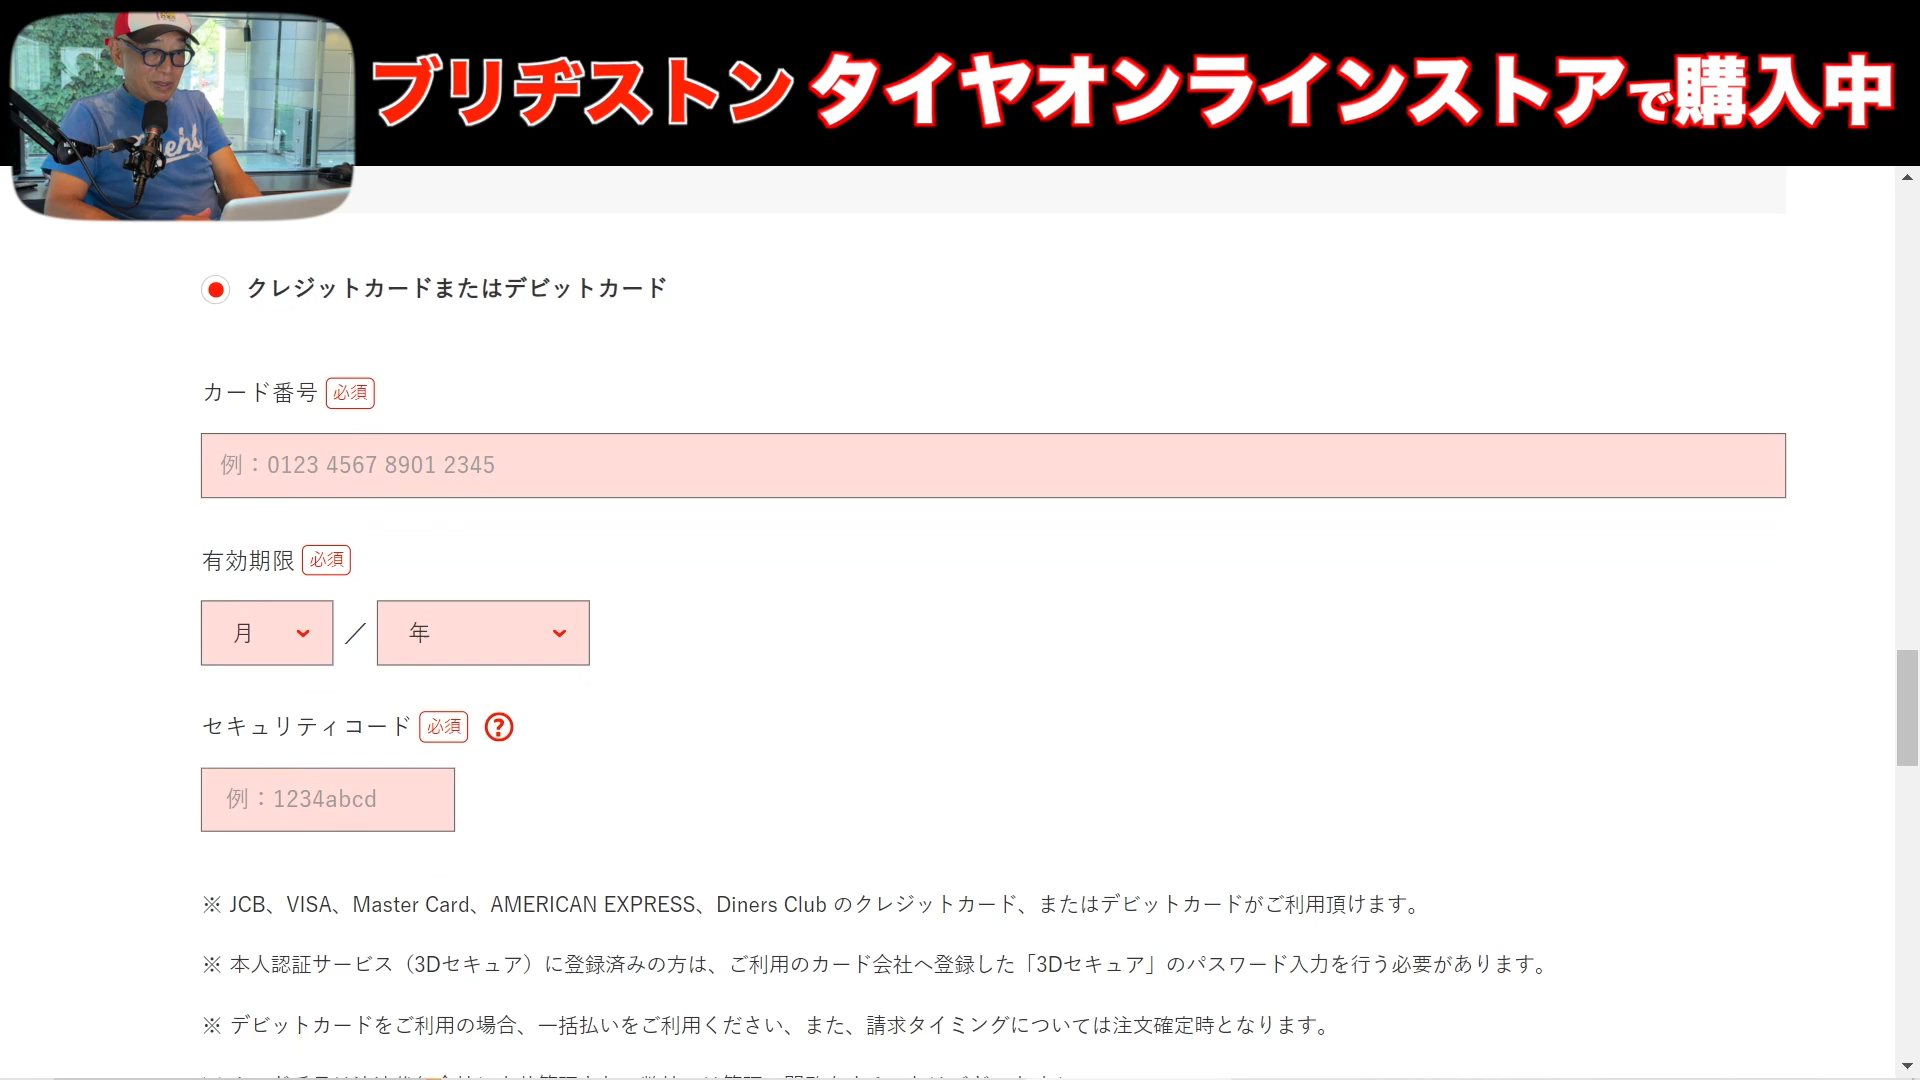 ブリヂストン タイヤオンラインストアで購入中
クレジットカードまたはデビットカード
カード番号 必須
例：0123 4567 8901 2345
有効期限 必須
月 ／ 年
セキュリティコード 必須 ?
例：1234abcd
※ JCB、VISA、Master Card、AMERICAN EXPRESS、Diners Club のクレジットカード、またはデビットカードがご利用頂けます。
※ 本人認証サービス（3Dセキュア）に登録済みの方は、ご利用のカード会社へ登録した「3Dセキュア」のパスワード入力を行う必要があります。
※ デビットカードをご利用の場合、一括払いをご利用ください、また、請求タイミングについては注文確定時となります。